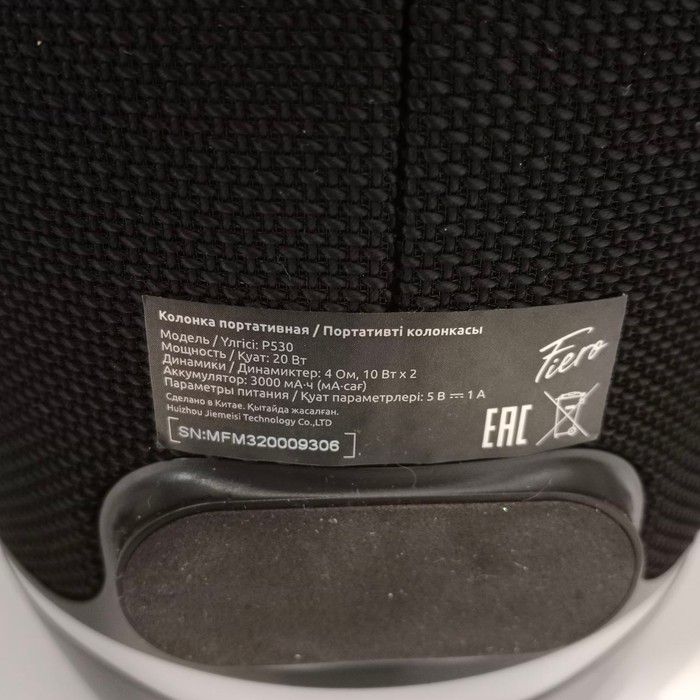 Колонка портативная / Портативті колонкасы
Модель / Үлгісі: P530
Мощность / Қуат: 20 Вт
Динамики / Динамиктер: 4 Ом, 10 Вт x 2
Аккумулятор: 3000 мА·ч (мА·сағ)
Параметры питания / Қуат параметрлері: 5 В ⎓ 1 А
Сделано в Китае. Қытайда жасалған.
Huizhou Jiemeisi Technology Co.,LTD
SN:MFM320009306
Fiero
EAC